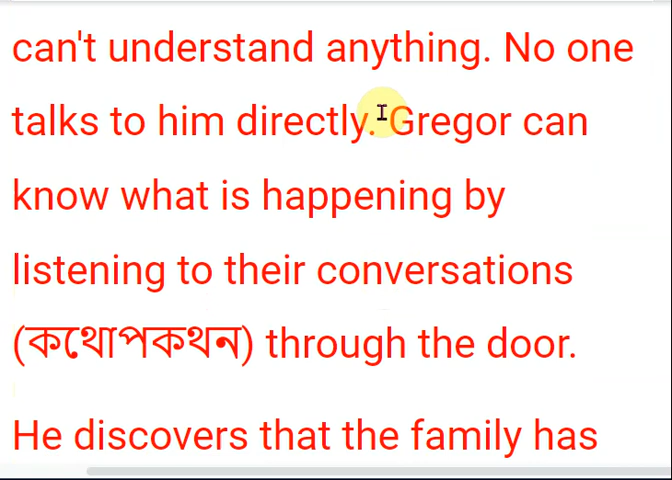 can't understand anything. No one
talks to him directly. Gregor can
know what is happening by
listening to their conversations
(কথোপকথন) through the door.
He discovers that the family has